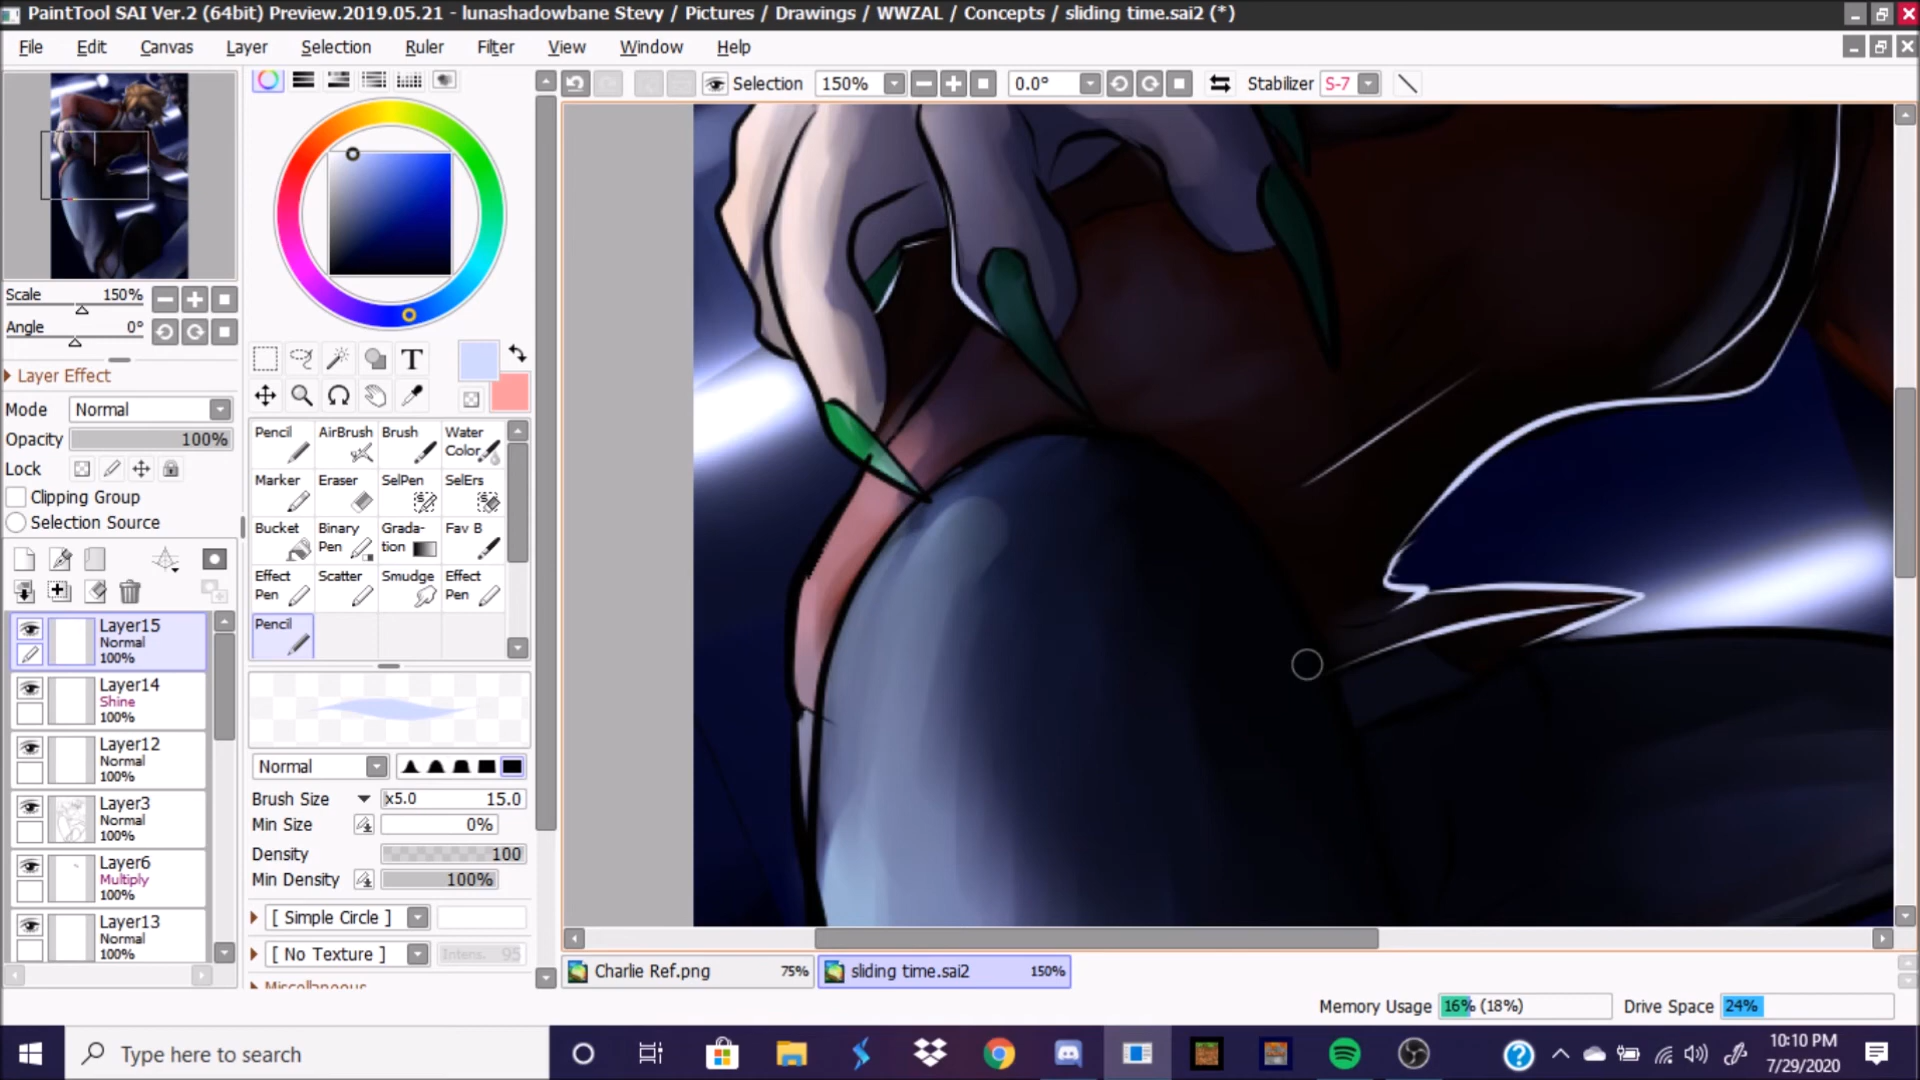 PaintTool SAI Ver.2 (64bit) Preview.2019.05.21 - lunashadowbane Stevy / Pictures / Drawings / WWZAL / Concepts / sliding time.sai2 (*)
File Edit Canvas Layer Selection Ruler Filter View Window Help
Selection 150% 0.0° Stabilizer S-7
Scale 150%
Angle 0°
Layer Effect
Mode Normal
Opacity 100%
Lock
Clipping Group
Selection Source
T
Pencil AirBrush Brush Water Color
Marker Eraser SelPen SelErs
Bucket Binary Pen Grada-tion Fav B
Effect Pen Scatter Smudge Effect Pen
Pencil
Layer15
Normal
100%
Layer14
Shine
100%
Layer12
Normal
100%
Layer3
Normal
100%
Layer6
Multiply
100%
Layer13
Normal
100%
Normal
Brush Size x5.0 15.0
Min Size 0%
Density 100
Min Density 100%
[ Simple Circle ]
[ No Texture ] Intens. 95
Miscellaneous
Charlie Ref.png 75% sliding time.sai2 150%
Memory Usage 16% (18%) Drive Space 24%
Type here to search
10:10 PM
7/29/2020